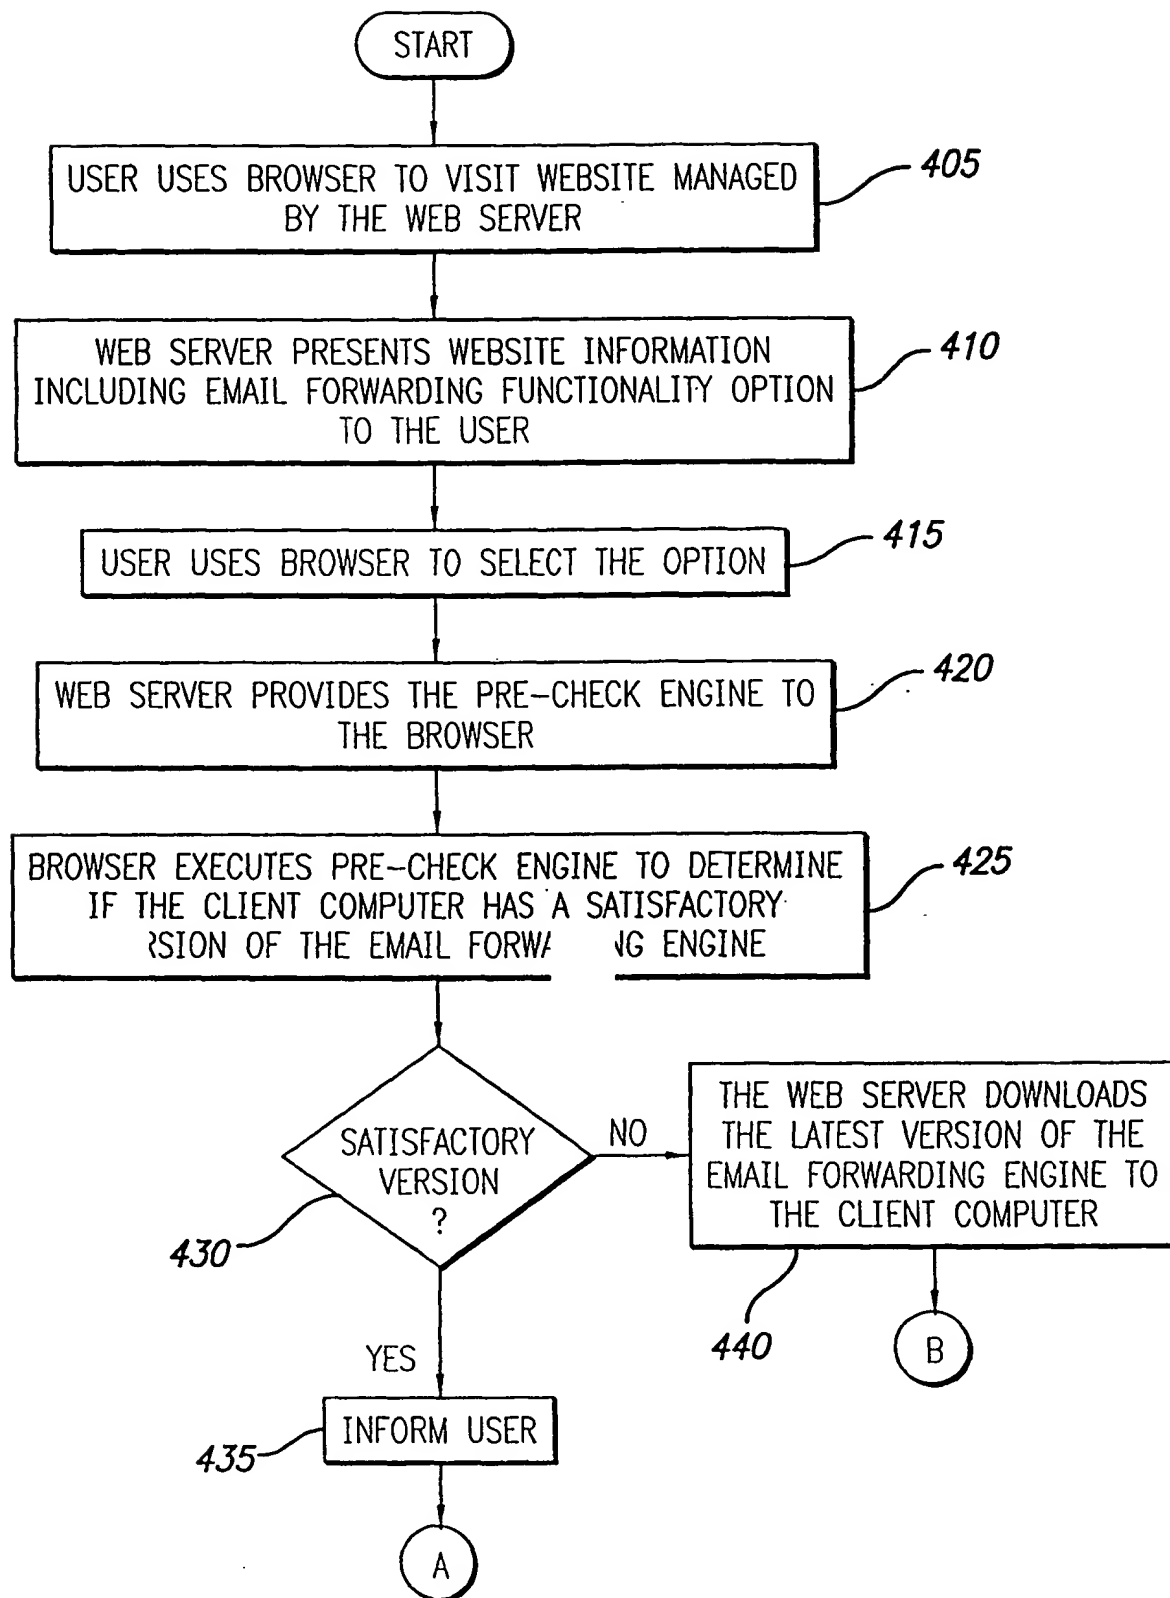 START
USER USES BROWSER TO VISIT WEBSITE MANAGED
BY THE WEB SERVER
405
WEB SERVER PRESENTS WEBSITE INFORMATION
INCLUDING EMAIL FORWARDING FUNCTIONALITY OPTION
TO THE USER
410
USER USES BROWSER TO SELECT THE OPTION
415
WEB SERVER PROVIDES THE PRE-CHECK ENGINE TO
THE BROWSER
420
BROWSER EXECUTES PRE-CHECK ENGINE TO DETERMINE
IF THE CLIENT COMPUTER HAS A SATISFACTORY
OF THE EMAIL ENGINE
425
SATISFACTORY
VERSION
?
430
NO
THE WEB SERVER DOWNLOADS
THE LATEST VERSION OF THE
EMAIL FORWARDING ENGINE TO
THE CLIENT COMPUTER
440
B
YES
INFORM USER
435
A